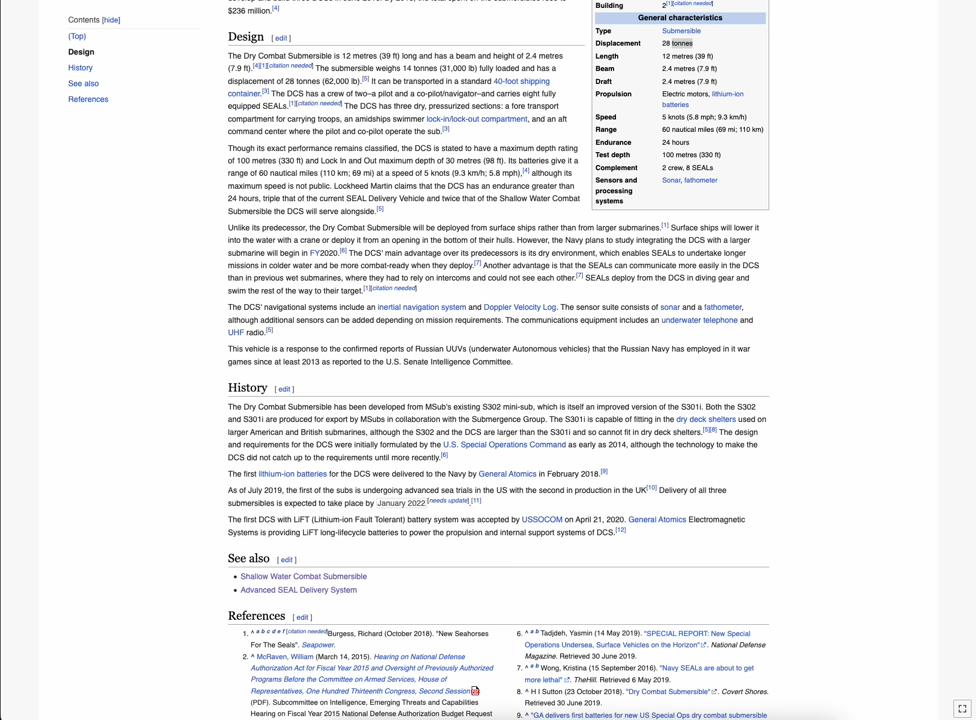 $236 million.[4]
Contents [hide]
(Top)
Design
History
See also
References
Design [ edit ]
The Dry Combat Submersible is 12 metres (39 ft) long and has a beam and height of 2.4 metres
(7.9 ft).[4][1][citation needed] The submersible weighs 14 tonnes (31,000 lb) fully loaded and has a
displacement of 28 tonnes (62,000 lb).[5] It can be transported in a standard 40-foot shipping
container.[3] The DCS has a crew of two–a pilot and a co-pilot/navigator–and carries eight fully
equipped SEALs.[1][citation needed] The DCS has three dry, pressurized sections: a fore transport
compartment for carrying troops, an amidships swimmer lock-in/lock-out compartment, and an aft
command center where the pilot and co-pilot operate the sub.[3]
Though its exact performance remains classified, the DCS is stated to have a maximum depth rating
of 100 metres (330 ft) and Lock In and Out maximum depth of 30 metres (98 ft). Its batteries give it a
range of 60 nautical miles (110 km; 69 mi) at a speed of 5 knots (9.3 km/h; 5.8 mph),[4] although its
maximum speed is not public. Lockheed Martin claims that the DCS has an endurance greater than
24 hours, triple that of the current SEAL Delivery Vehicle and twice that of the Shallow Water Combat
Submersible the DCS will serve alongside.[5]
Building 2[1][citation needed]
General characteristics
Type Submersible
Displacement 28 tonnes
Length 12 metres (39 ft)
Beam 2.4 metres (7.9 ft)
Draft 2.4 metres (7.9 ft)
Propulsion Electric motors, lithium-ion
batteries
Speed 5 knots (5.8 mph; 9.3 km/h)
Range 60 nautical miles (69 mi; 110 km)
Endurance 24 hours
Test depth 100 metres (330 ft)
Complement 2 crew, 8 SEALs
Sensors and Sonar, fathometer
processing
systems
Unlike its predecessor, the Dry Combat Submersible will be deployed from surface ships rather than from larger submarines.[1] Surface ships will lower it
into the water with a crane or deploy it from an opening in the bottom of their hulls. However, the Navy plans to study integrating the DCS with a larger
submarine will begin in FY2020.[6] The DCS' main advantage over its predecessors is its dry environment, which enables SEALs to undertake longer
missions in colder water and be more combat-ready when they deploy.[7] Another advantage is that the SEALs can communicate more easily in the DCS
than in previous wet submarines, where they had to rely on intercoms and could not see each other.[7] SEALs deploy from the DCS in diving gear and
swim the rest of the way to their target.[1][citation needed]
The DCS' navigational systems include an inertial navigation system and Doppler Velocity Log. The sensor suite consists of sonar and a fathometer,
although additional sensors can be added depending on mission requirements. The communications equipment includes an underwater telephone and
UHF radio.[5]
This vehicle is a response to the confirmed reports of Russian UUVs (underwater Autonomous vehicles) that the Russian Navy has employed in it war
games since at least 2013 as reported to the U.S. Senate Intelligence Committee.
History [ edit ]
The Dry Combat Submersible has been developed from MSub's existing S302 mini-sub, which is itself an improved version of the S301i. Both the S302
and S301i are produced for export by MSubs in collaboration with the Submergence Group. The S301i is capable of fitting in the dry deck shelters used on
larger American and British submarines, although the S302 and the DCS are larger than the S301i and so cannot fit in dry deck shelters.[5][8] The design
and requirements for the DCS were initially formulated by the U.S. Special Operations Command as early as 2014, although the technology to make the
DCS did not catch up to the requirements until more recently.[6]
The first lithium-ion batteries for the DCS were delivered to the Navy by General Atomics in February 2018.[9]
As of July 2019, the first of the subs is undergoing advanced sea trials in the US with the second in production in the UK[10] Delivery of all three
submersibles is expected to take place by January 2022.[needs update].[11]
The first DCS with LiFT (Lithium-ion Fault Tolerant) battery system was accepted by USSOCOM on April 21, 2020. General Atomics Electromagnetic
Systems is providing LiFT long-lifecycle batteries to power the propulsion and internal support systems of DCS.[12]
See also [ edit ]
• Shallow Water Combat Submersible
• Advanced SEAL Delivery System
References [ edit ]
1. ^ a b c d e f [citation needed]Burgess, Richard (October 2018). "New Seahorses
For The Seals". Seapower.
2. ^ McRaven, William (March 14, 2015). Hearing on National Defense
Authorization Act for Fiscal Year 2015 and Oversight of Previously Authorized
Programs Before the Committee on Armed Services, House of
Representatives, One Hundred Thirteenth Congress, Second Session
(PDF). Subcommittee on Intelligence, Emerging Threats and Capabilities
Hearing on Fiscal Year 2015 National Defense Authorization Budget Request
6. ^ a b Tadjdeh, Yasmin (14 May 2019). "SPECIAL REPORT: New Special
Operations Undersea, Surface Vehicles on the Horizon". National Defense
Magazine. Retrieved 30 June 2019.
7. ^ a b Wong, Kristina (15 September 2016). "Navy SEALs are about to get
more lethal". TheHill. Retrieved 6 May 2019.
8. ^ H I Sutton (23 October 2018). "Dry Combat Submersible". Covert Shores.
Retrieved 30 June 2019.
9. ^ "GA delivers first batteries for new US Special Ops dry combat submersible